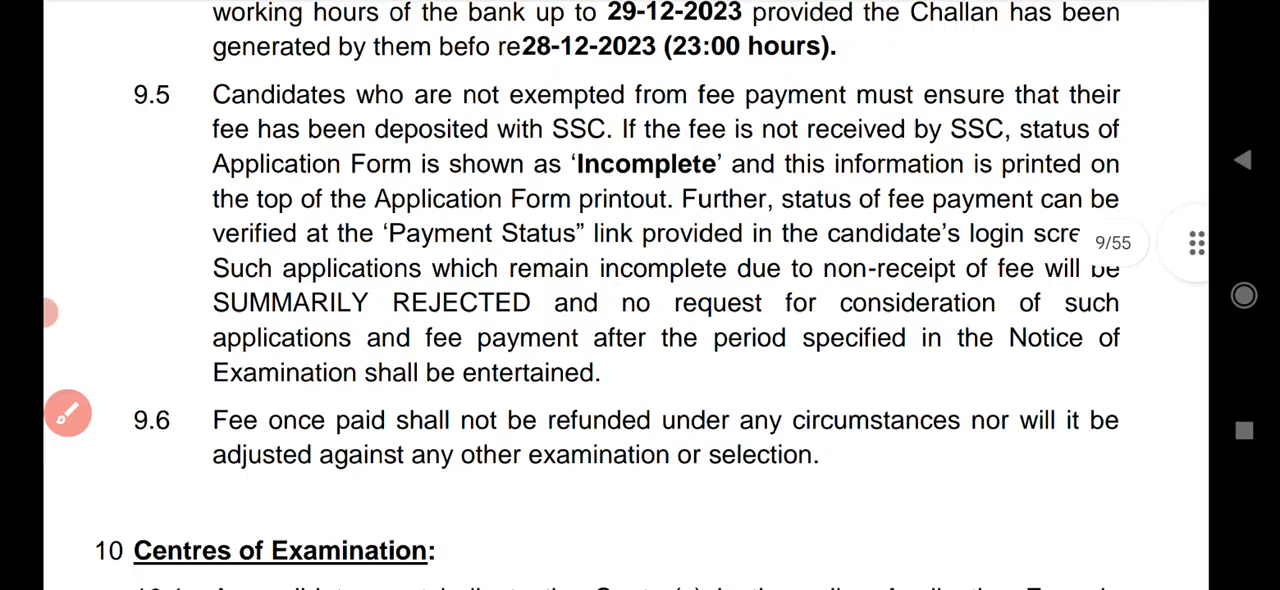 working hours of the bank up to 29-12-2023 provided the Challan has been
generated by them befo re28-12-2023 (23:00 hours).
9.5 Candidates who are not exempted from fee payment must ensure that their
fee has been deposited with SSC. If the fee is not received by SSC, status of
Application Form is shown as ‘Incomplete’ and this information is printed on
the top of the Application Form printout. Further, status of fee payment can be
verified at the ‘Payment Status” link provided in the candidate’s login scre
9/55
Such applications which remain incomplete due to non-receipt of fee will be
SUMMARILY REJECTED and no request for consideration of such
applications and fee payment after the period specified in the Notice of
Examination shall be entertained.
9.6 Fee once paid shall not be refunded under any circumstances nor will it be
adjusted against any other examination or selection.
10 Centres of Examination: